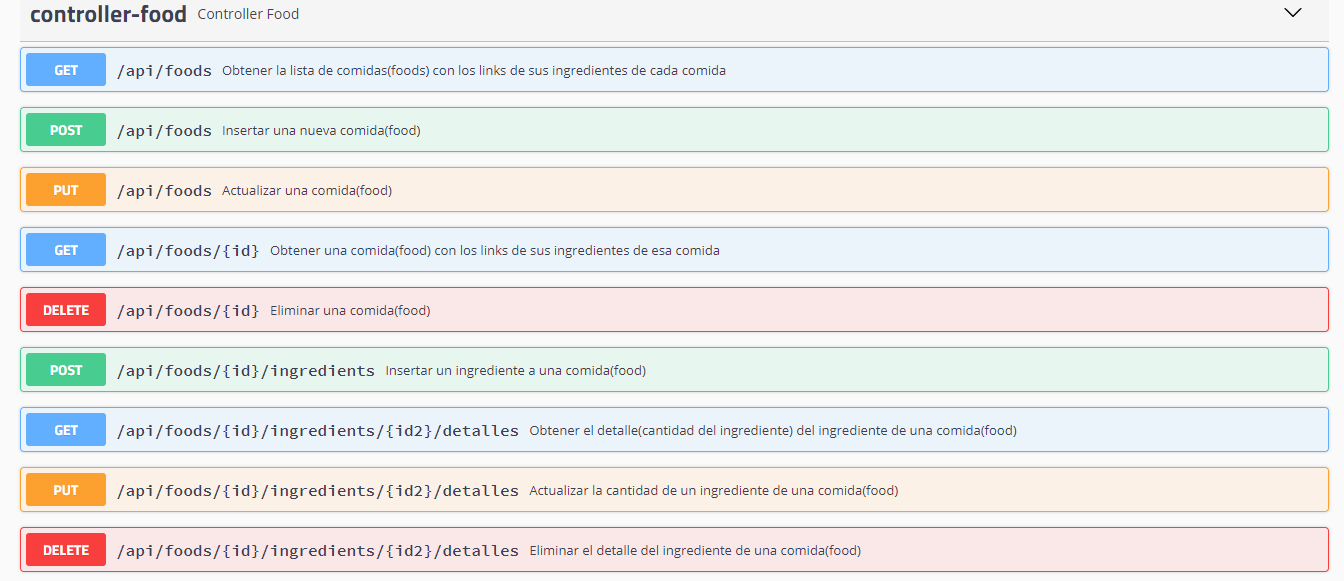 controller-food Controller Food
GET /api/foods Obtener la lista de comidas(foods) con los links de sus ingredientes de cada comida
POST /api/foods Insertar una nueva comida(food)
PUT /api/foods Actualizar una comida(food)
GET /api/foods/{id} Obtener una comida(food) con los links de sus ingredientes de esa comida
DELETE /api/foods/{id} Eliminar una comida(food)
POST /api/foods/{id}/ingredients Insertar un ingrediente a una comida(food)
GET /api/foods/{id}/ingredients/{id2}/detalles Obtener el detalle(cantidad del ingrediente) del ingrediente de una comida(food)
PUT /api/foods/{id}/ingredients/{id2}/detalles Actualizar la cantidad de un ingrediente de una comida(food)
DELETE /api/foods/{id}/ingredients/{id2}/detalles Eliminar el detalle del ingrediente de una comida(food)